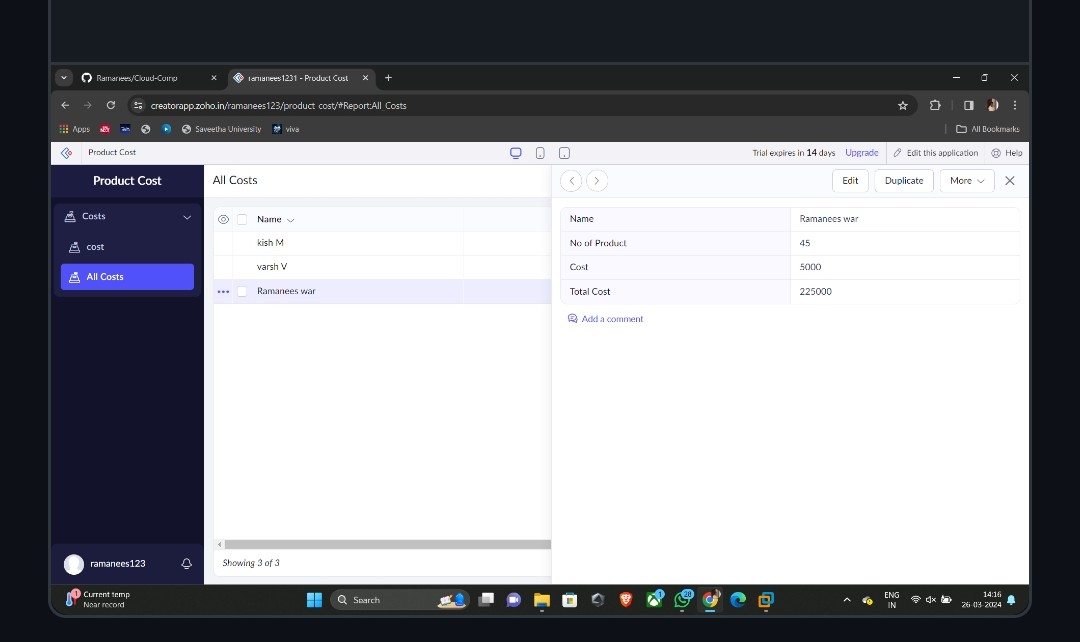 Ramanees/Cloud-Comp
ramanees1231 - Product Cost
creatorapp.zoho.in/ramanees123/product-cost/#Report:All_Costs
Apps
Saveetha University
viva
All Bookmarks
Product Cost
Trial expires in 14 days
Upgrade
Edit this application
Help
Product Cost
All Costs
Edit
Duplicate
More
Costs
cost
All Costs
Name
kish M
varsh V
Ramanees war
Name Ramanees war
No of Product 45
Cost 5000
Total Cost 225000
Add a comment
Showing 3 of 3
ramanees123
1
Current temp
Near record
Search
1
28
ENG
IN
14:16
26-03-2024